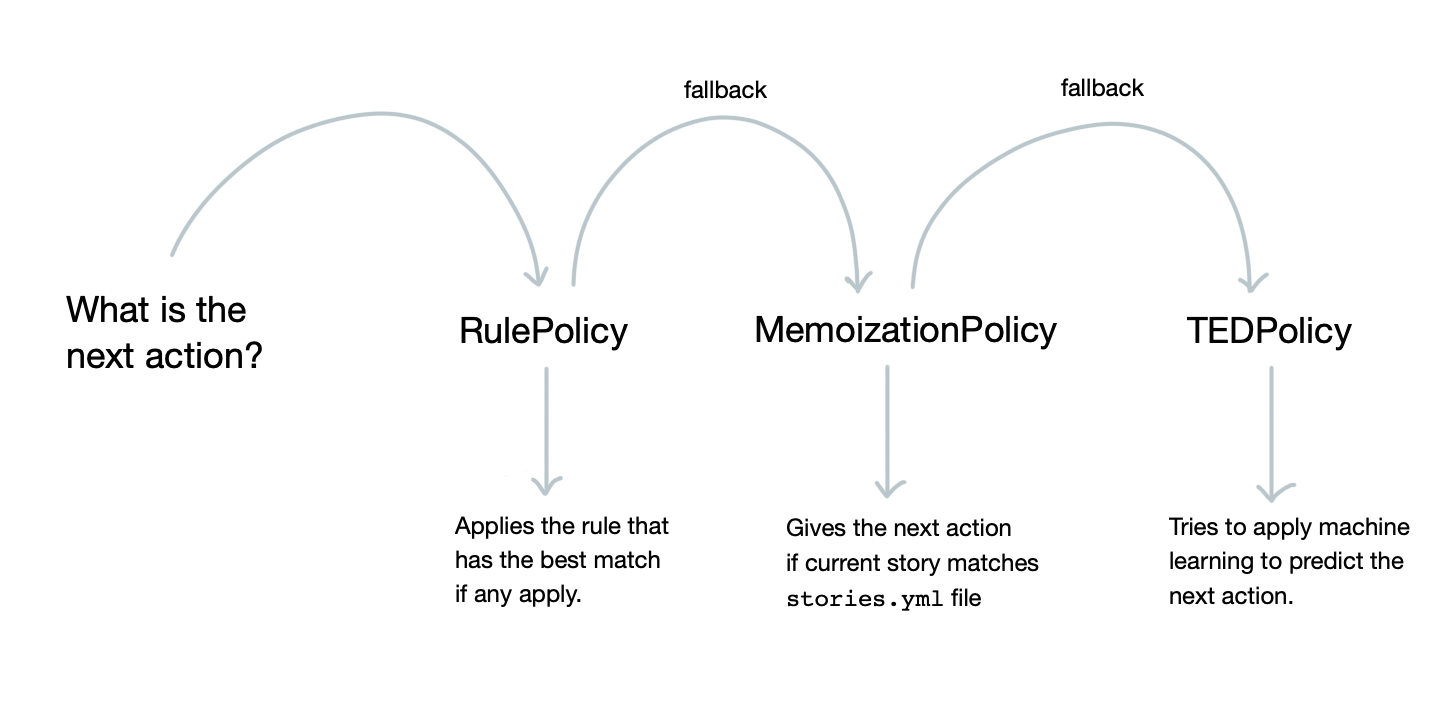 fallback
fallback
What is the
next action?
RulePolicy
MemoizationPolicy
TEDPolicy
Applies the rule that
has the best match
if any apply.
Gives the next action
if current story matches
stories.yml file
Tries to apply machine
learning to predict the
next action.